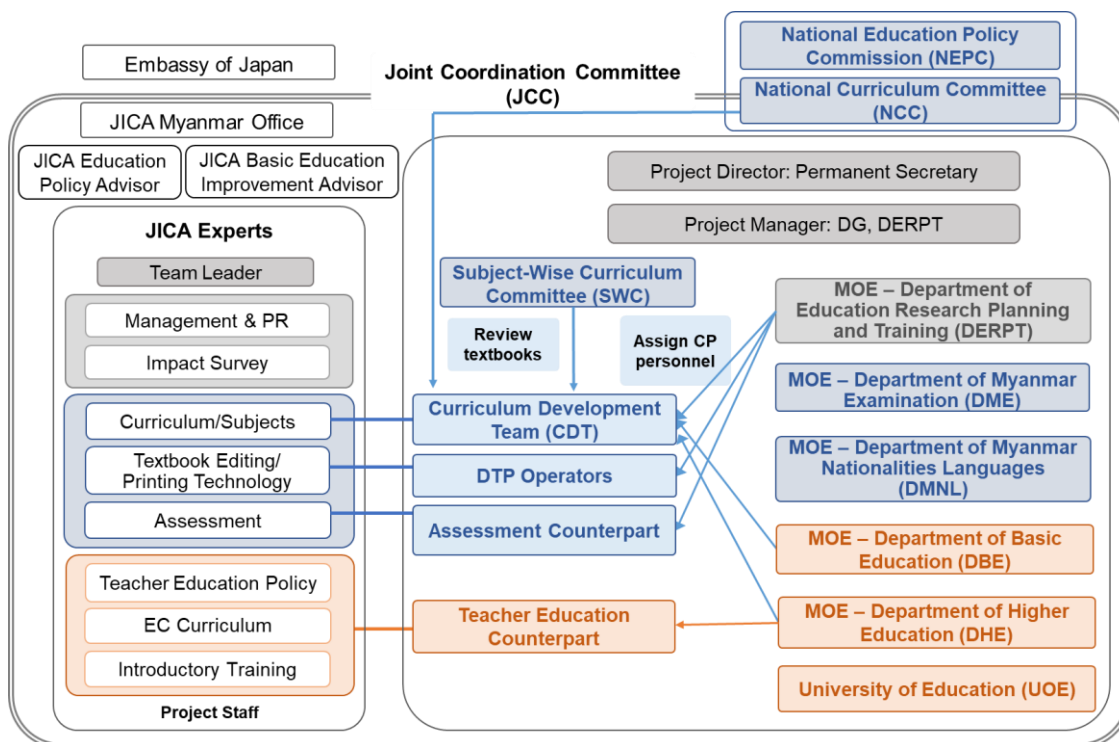 Embassy of Japan
Joint Coordination Committee
(JCC)
National Education Policy
Commission (NEPC)
National Curriculum Committee
(NCC)
JICA Myanmar Office
JICA Education
Policy Advisor
JICA Basic Education
Improvement Advisor
JICA Experts
Team Leader
Management & PR
Impact Survey
Curriculum/Subjects
Textbook Editing/
Printing Technology
Assessment
Teacher Education Policy
EC Curriculum
Introductory Training
Project Staff
Project Director: Permanent Secretary
Project Manager: DG, DERPT
Subject-Wise Curriculum
Committee (SWC)
Review
textbooks
Assign CP
personnel
Curriculum Development
Team (CDT)
DTP Operators
Assessment Counterpart
Teacher Education
Counterpart
MOE – Department of
Education Research Planning
and Training (DERPT)
MOE – Department of Myanmar
Examination (DME)
MOE – Department of Myanmar
Nationalities Languages
(DMNL)
MOE – Department of Basic
Education (DBE)
MOE – Department of Higher
Education (DHE)
University of Education (UOE)